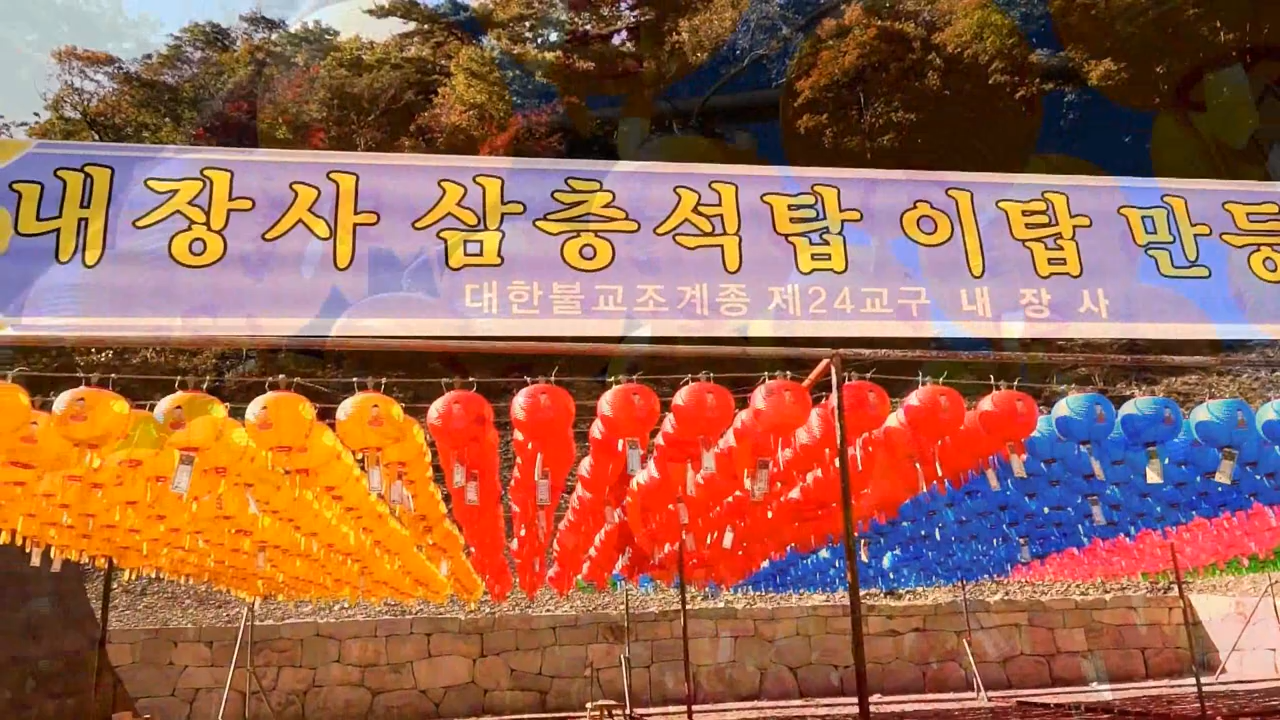 내장사 삼층석탑 이탑 만등
대한불교조계종 제24교구 내 장 사